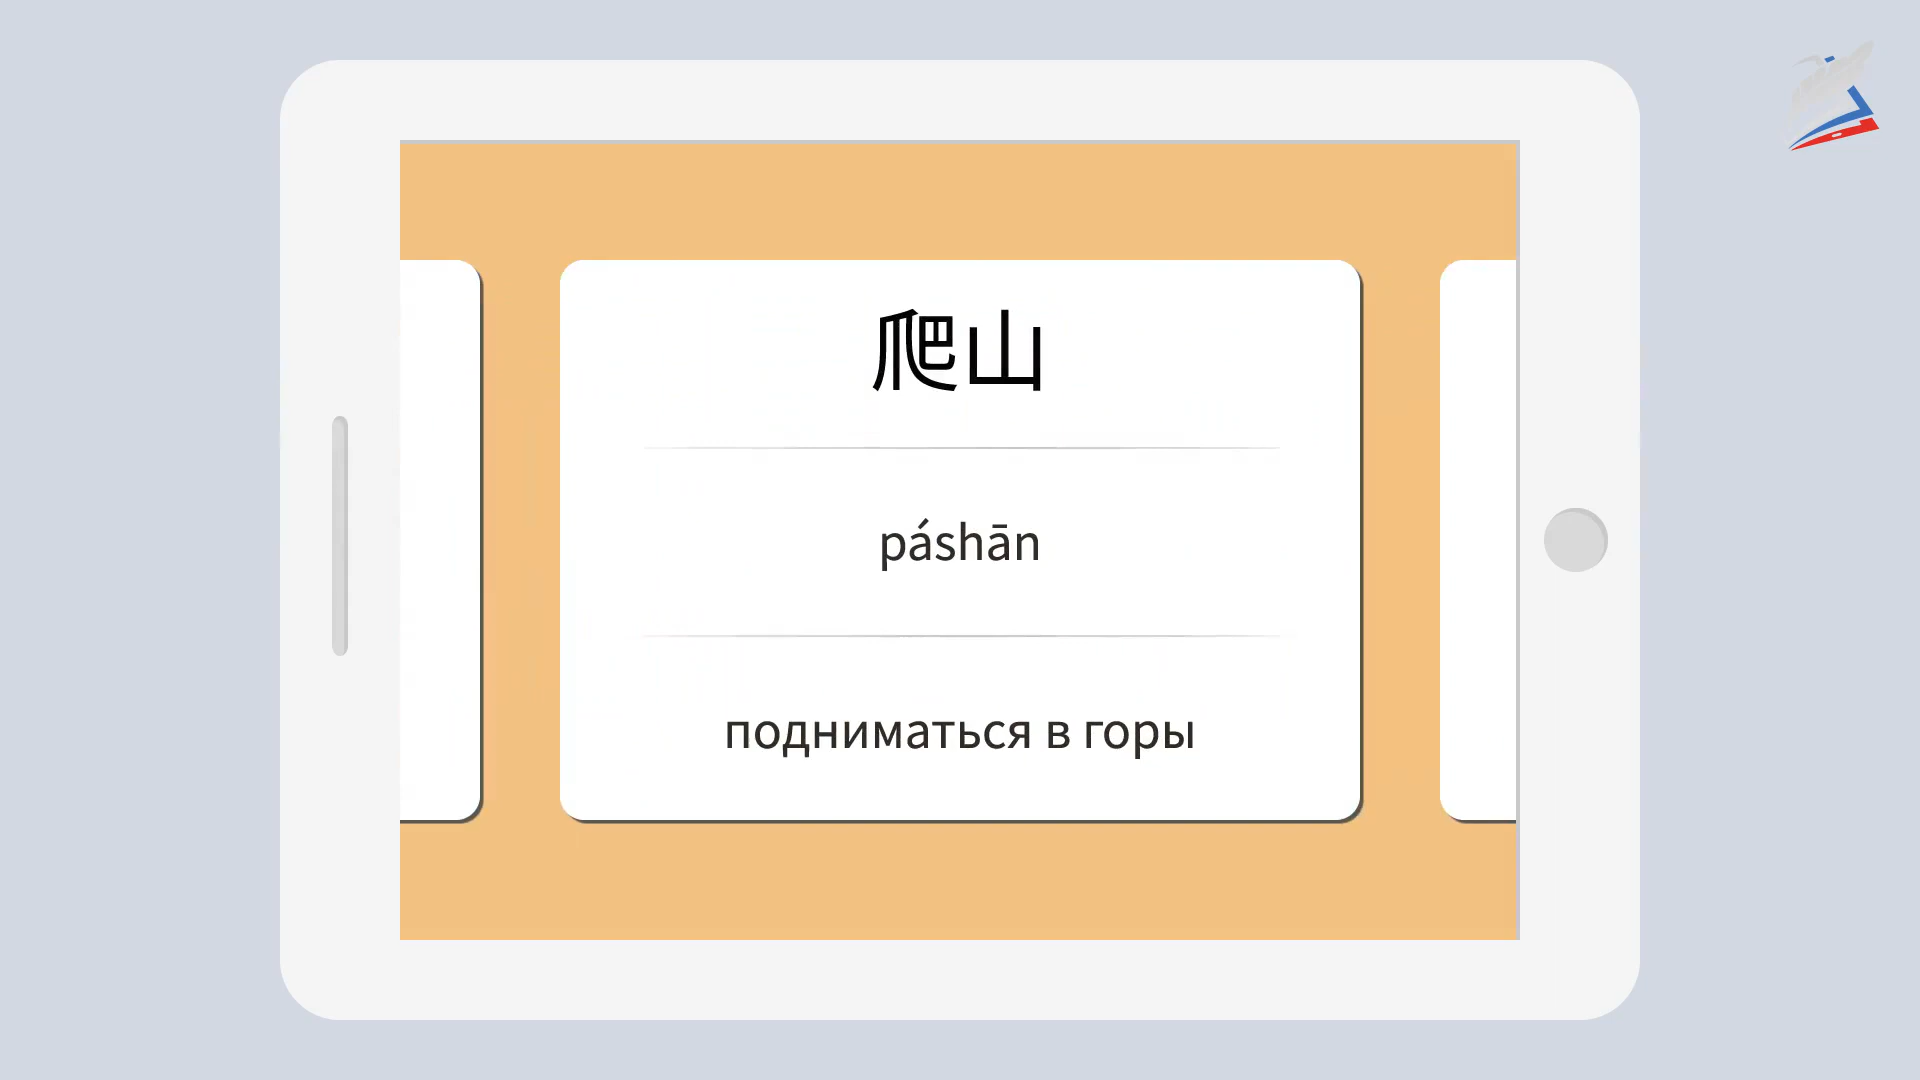 爬山
páshān
подниматься в горы